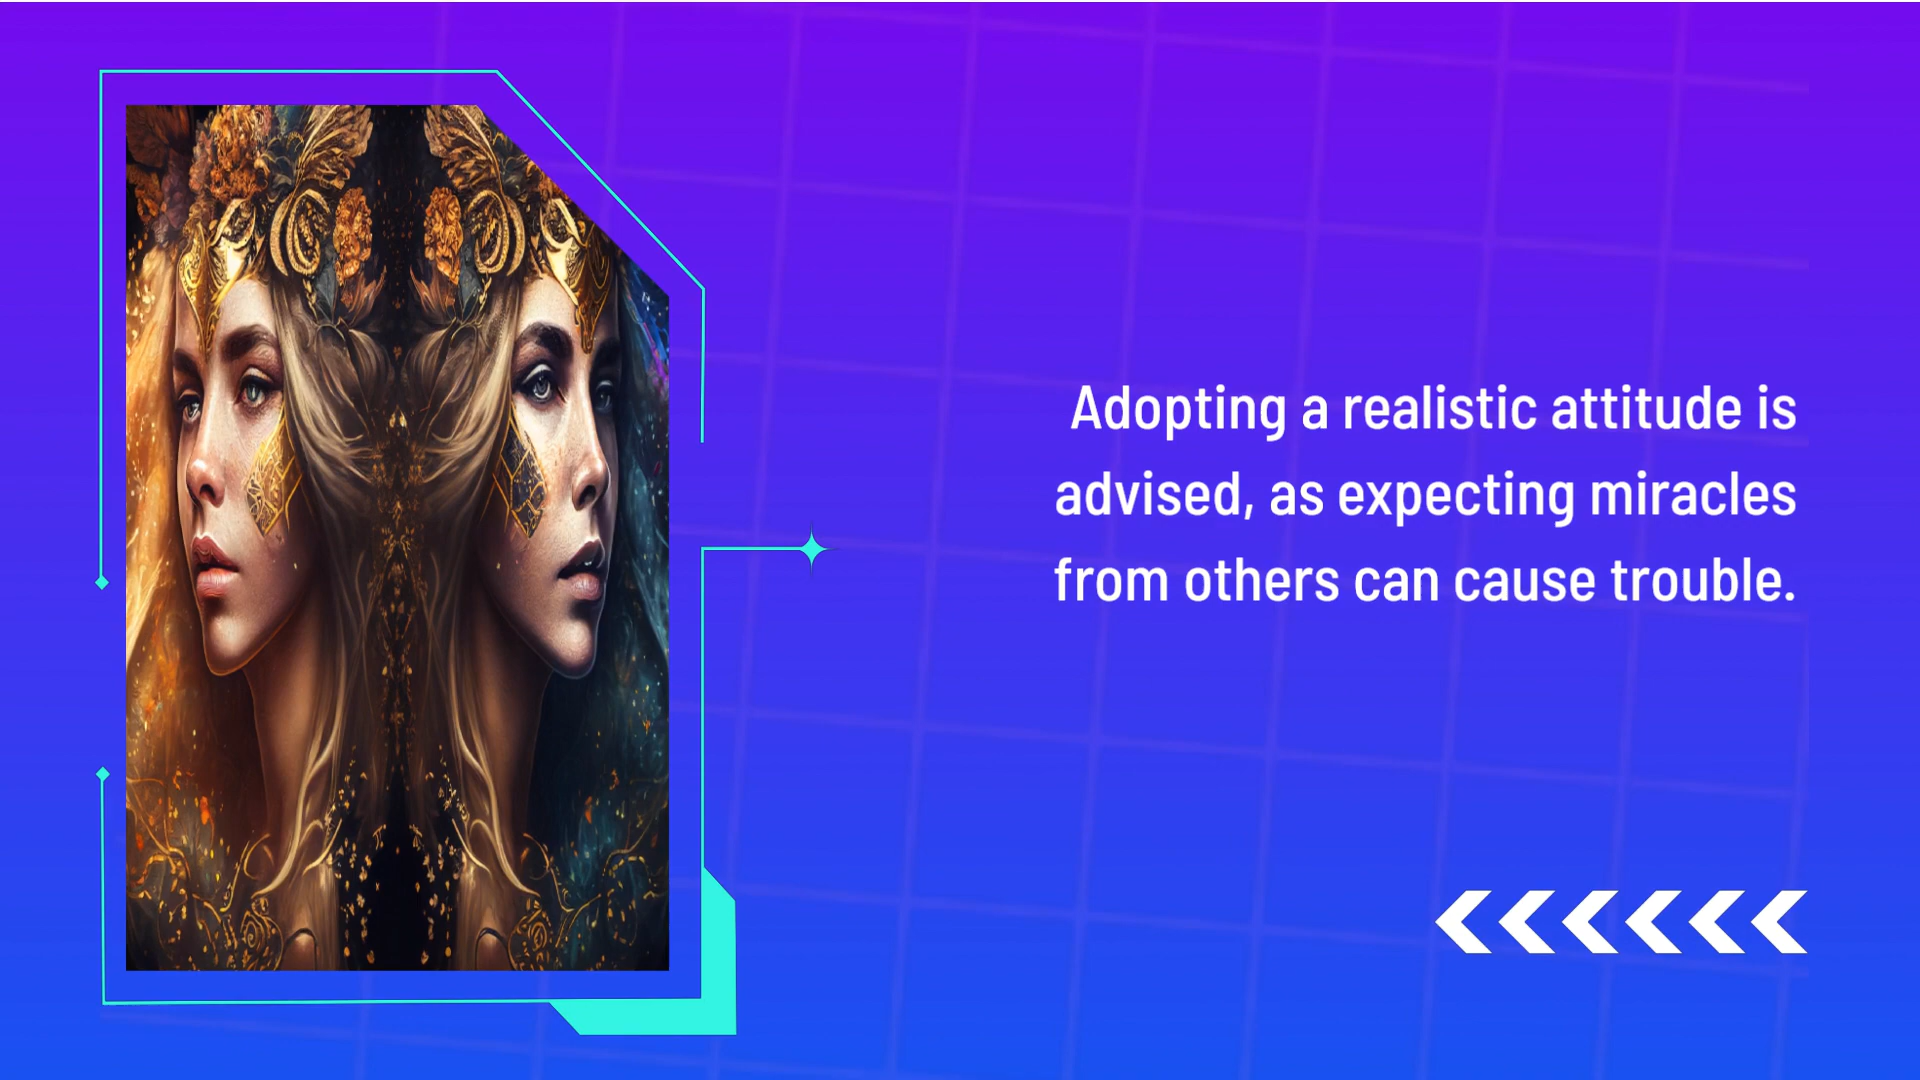 Adopting a realistic attitude is
advised, as expecting miracles
from others can cause trouble.